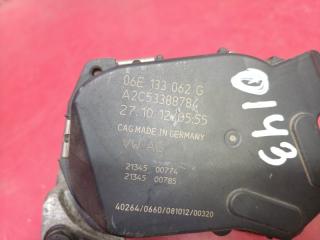 06E 133 062 G
A2C53388784
27.10.12 05:55
CAG MADE IN GERMANY
VW AG
21345 00774
21345 00785
40264/0660/081012/00320
0143